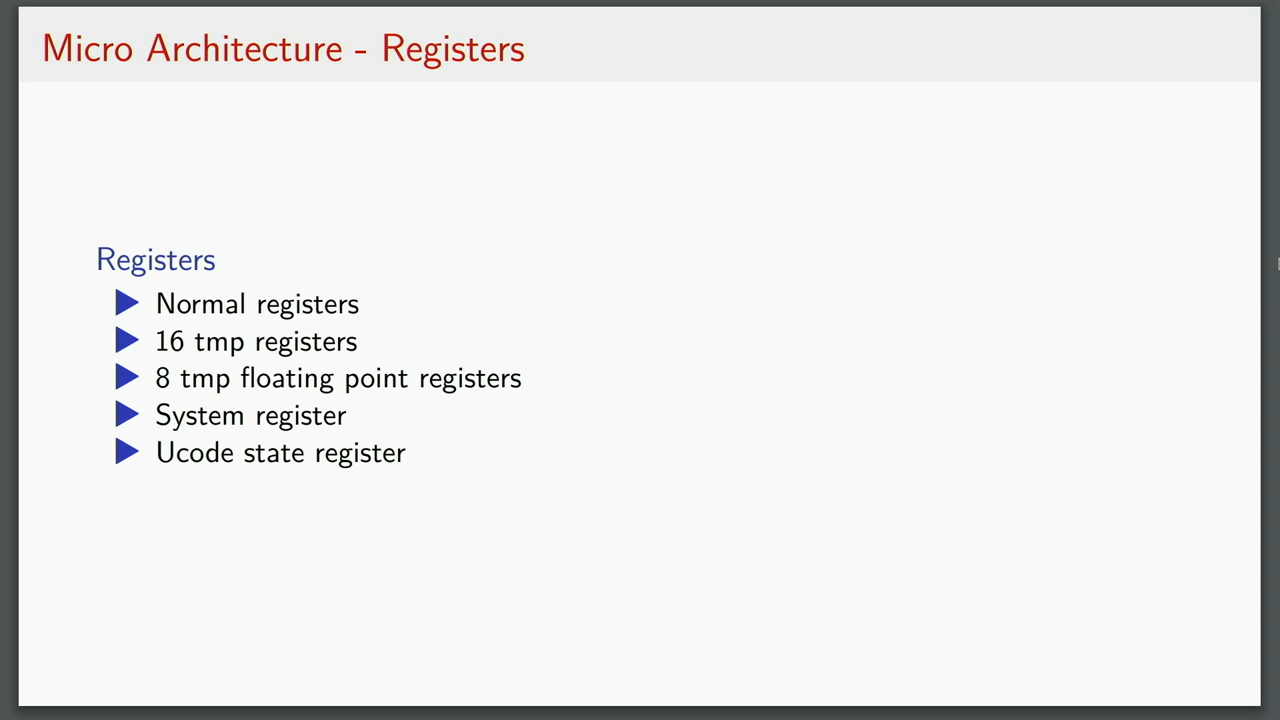 Micro Architecture - Registers
Registers
Normal registers
16 tmp registers
8 tmp floating point registers
System register
Ucode state register